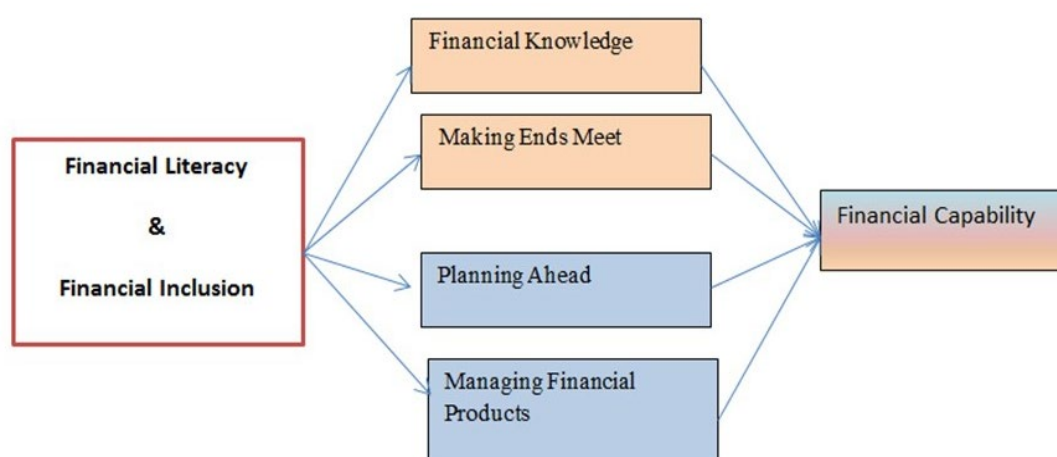 Financial Literacy
&
Financial Inclusion
Financial Knowledge
Making Ends Meet
Planning Ahead
Managing Financial
Products
Financial Capability